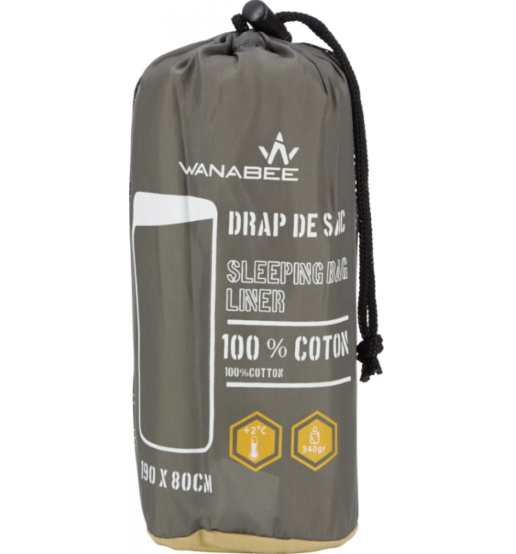 WANABEE
DRAP DE SAC
SLEEPING BAG
LINER
100 % COTON
100%COTTON
+2°C
340gr
190 X 80CM